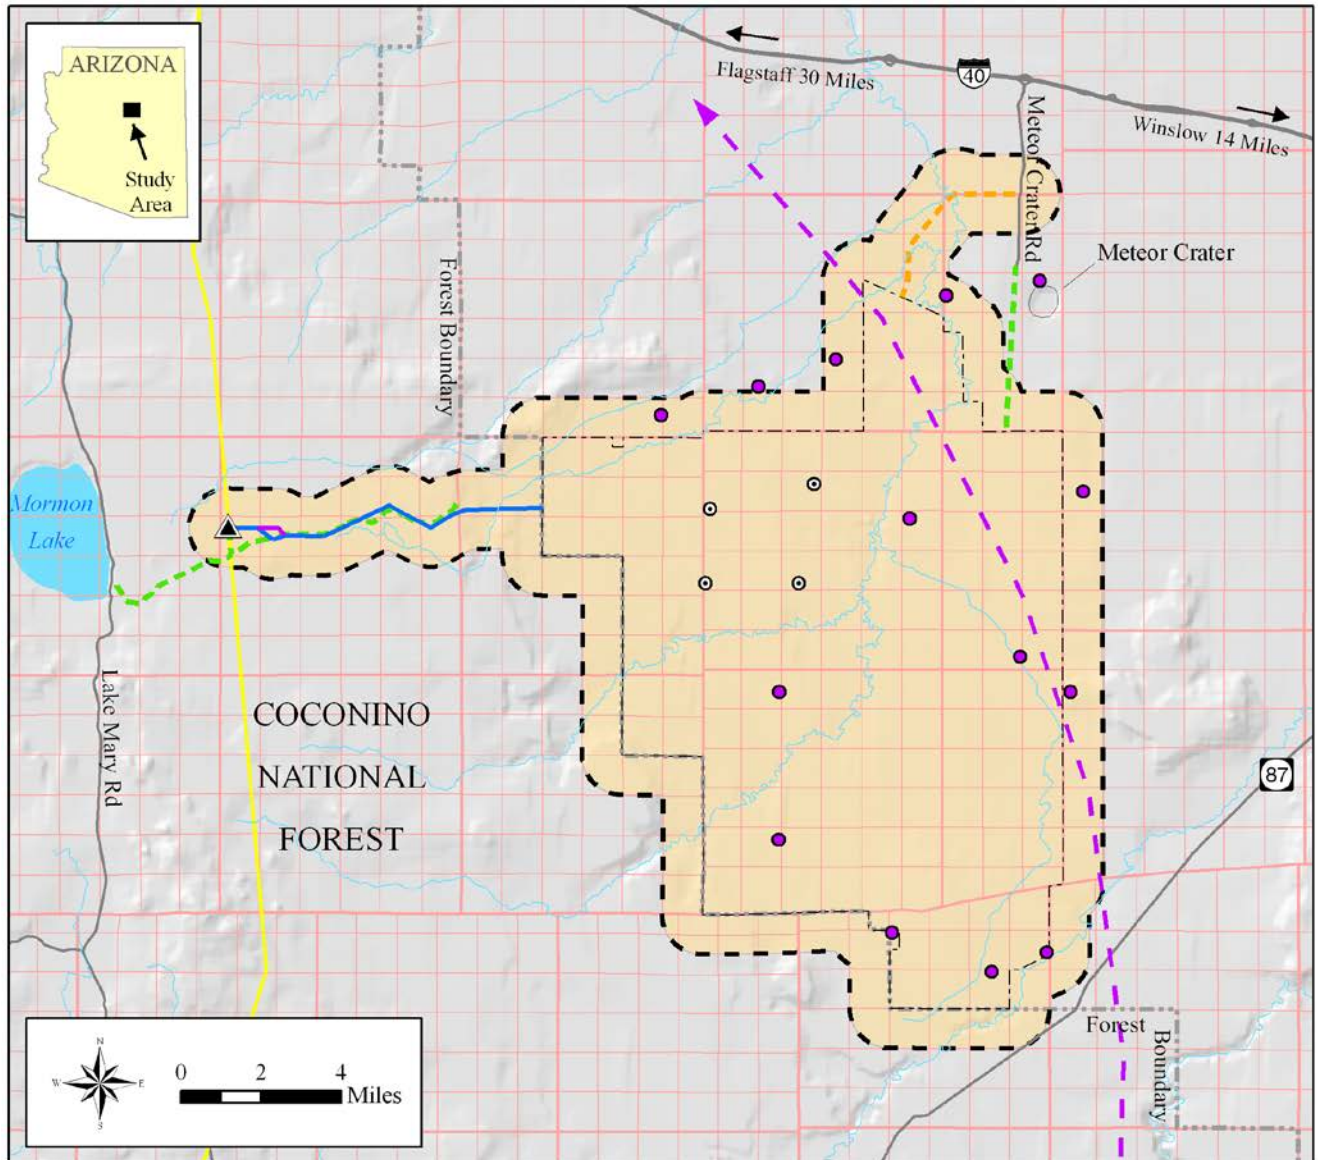 ARIZONA
Study
Area
Flagstaff 30 Miles
40
Winslow 14 Miles
Meteor Crater Rd
Meteor Crater
Forest Boundary
Mormon
Lake
Lake Mary Rd
COCONINO
NATIONAL
FOREST
87
Forest
Boundary
N
W
E
S
0 2 4
Miles